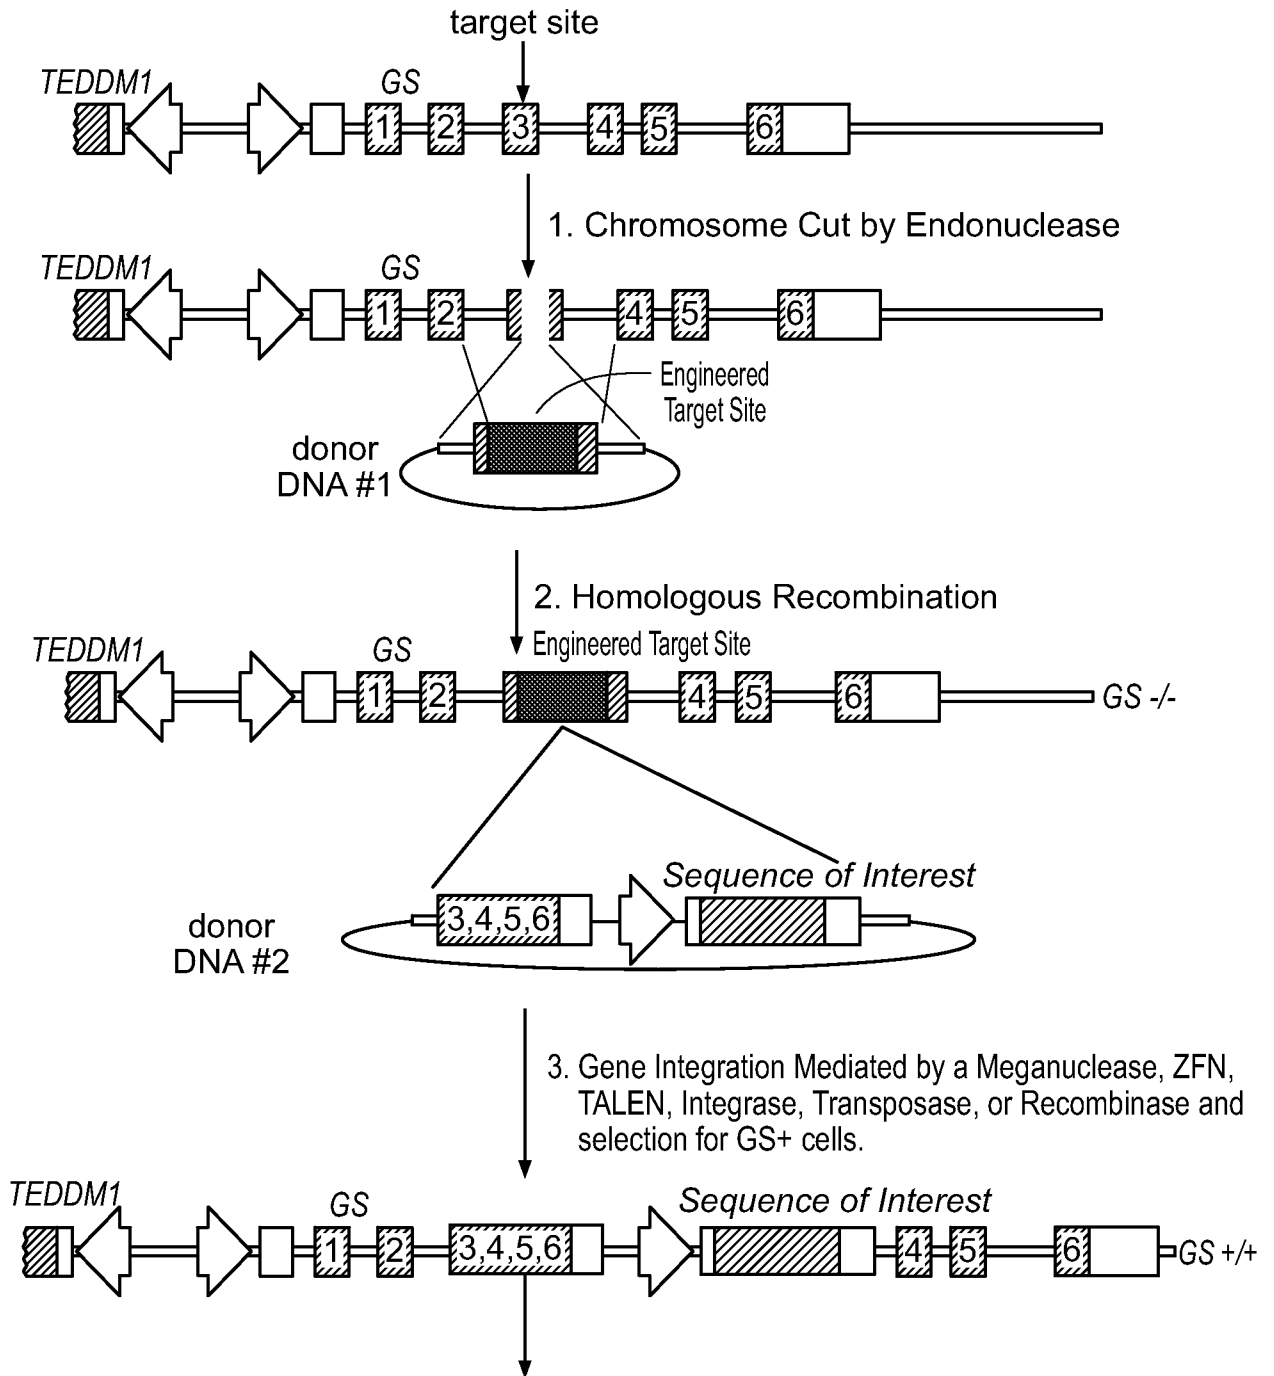 target site
TEDDM1
GS
1 2 3 4 5 6
1. Chromosome Cut by Endonuclease
TEDDM1
GS
1 2 4 5 6
Engineered
Target Site
donor
DNA #1
2. Homologous Recombination
Engineered Target Site
TEDDM1
GS
1 2 4 5 6
GS -/-
Sequence of Interest
3,4,5,6
donor
DNA #2
3. Gene Integration Mediated by a Meganuclease, ZFN,
TALEN, Integrase, Transposase, or Recombinase and
selection for GS+ cells.
TEDDM1
GS
Sequence of Interest
1 2 3,4,5,6 4 5 6
GS +/+